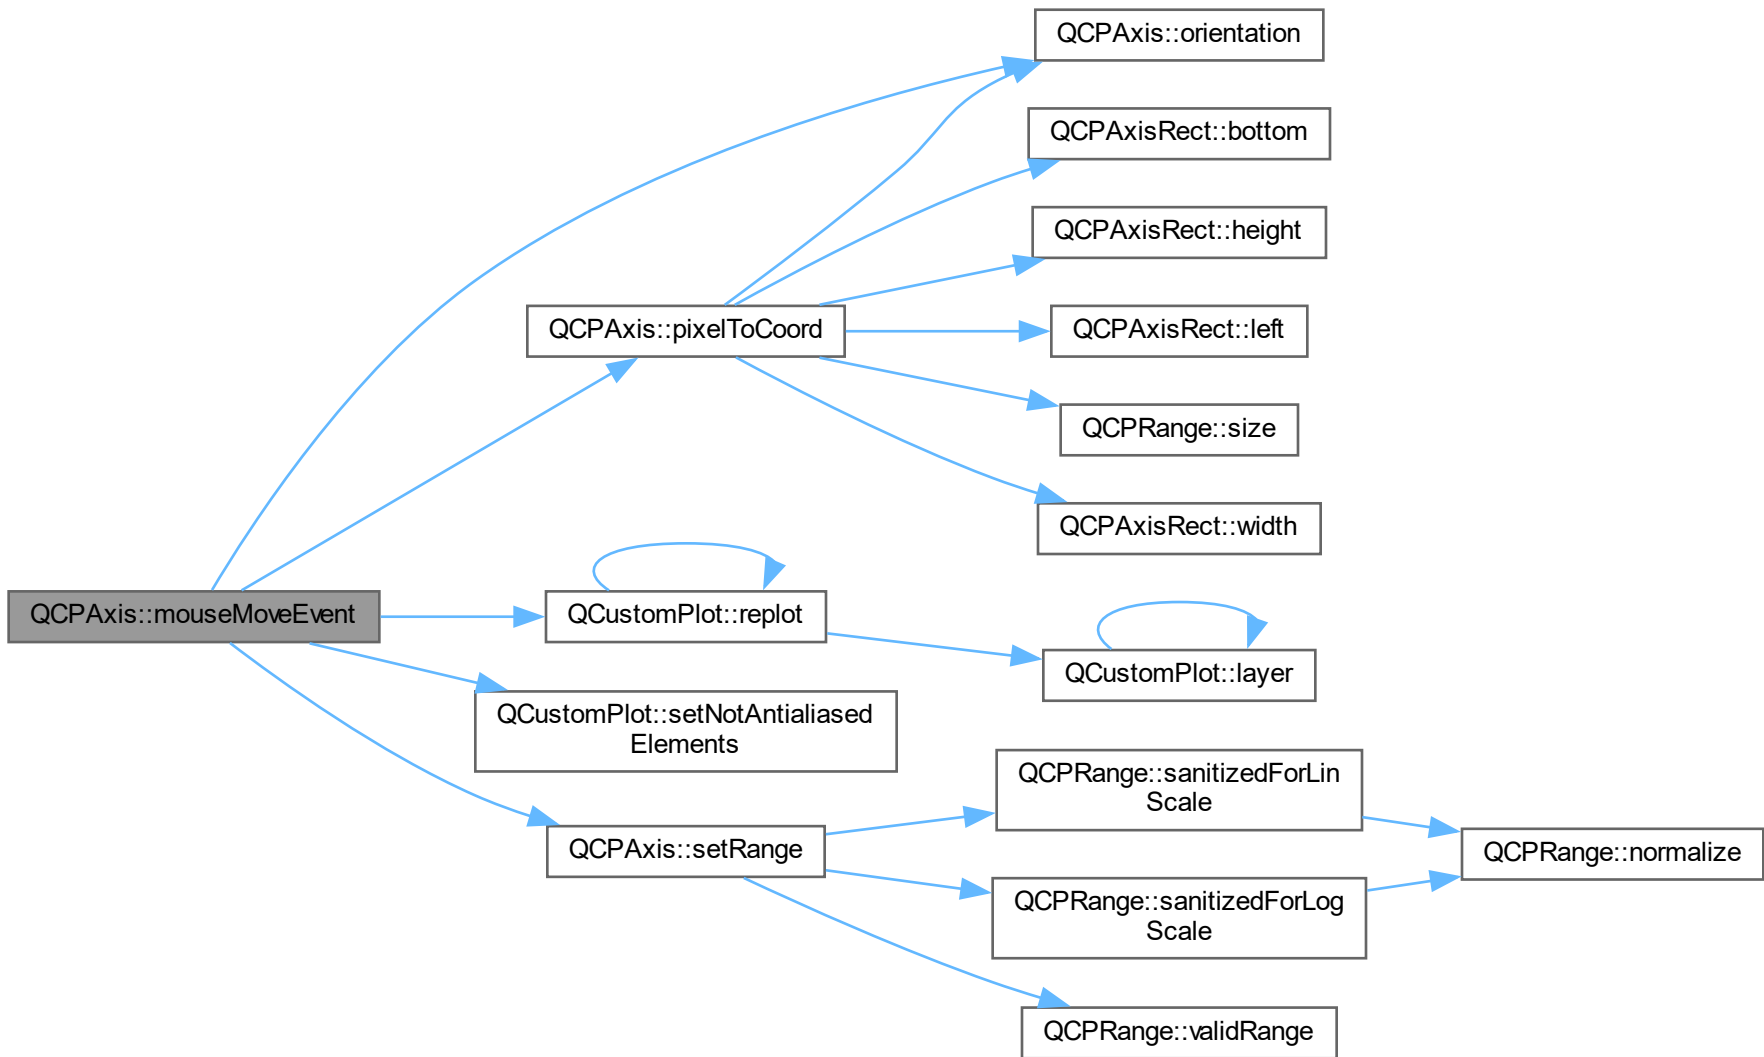 QCPAxis::orientation
QCPAxisRect::bottom
QCPAxisRect::height
QCPAxis::pixelToCoord
QCPAxisRect::left
QCPRange::size
QCPAxisRect::width
QCPAxis::mouseMoveEvent
QCustomPlot::replot
QCustomPlot::layer
QCustomPlot::setNotAntialiased
Elements
QCPRange::sanitizedForLin
Scale
QCPAxis::setRange
QCPRange::normalize
QCPRange::sanitizedForLog
Scale
QCPRange::validRange